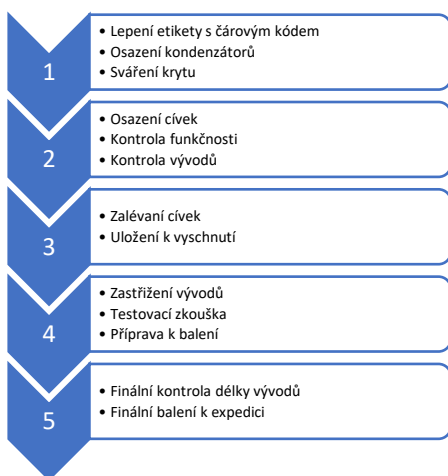 1
• Lepení etikety s čárovým kódem
• Osazení kondenzátorů
• Sváření krytu
2
• Osazení cívek
• Kontrola funkčnosti
• Kontrola vývodů
3
• Zalévaní cívek
• Uložení k vyschnutí
4
• Zastřižení vývodů
• Testovací zkouška
• Příprava k balení
5
• Finální kontrola délky vývodů
• Finální balení k expedici